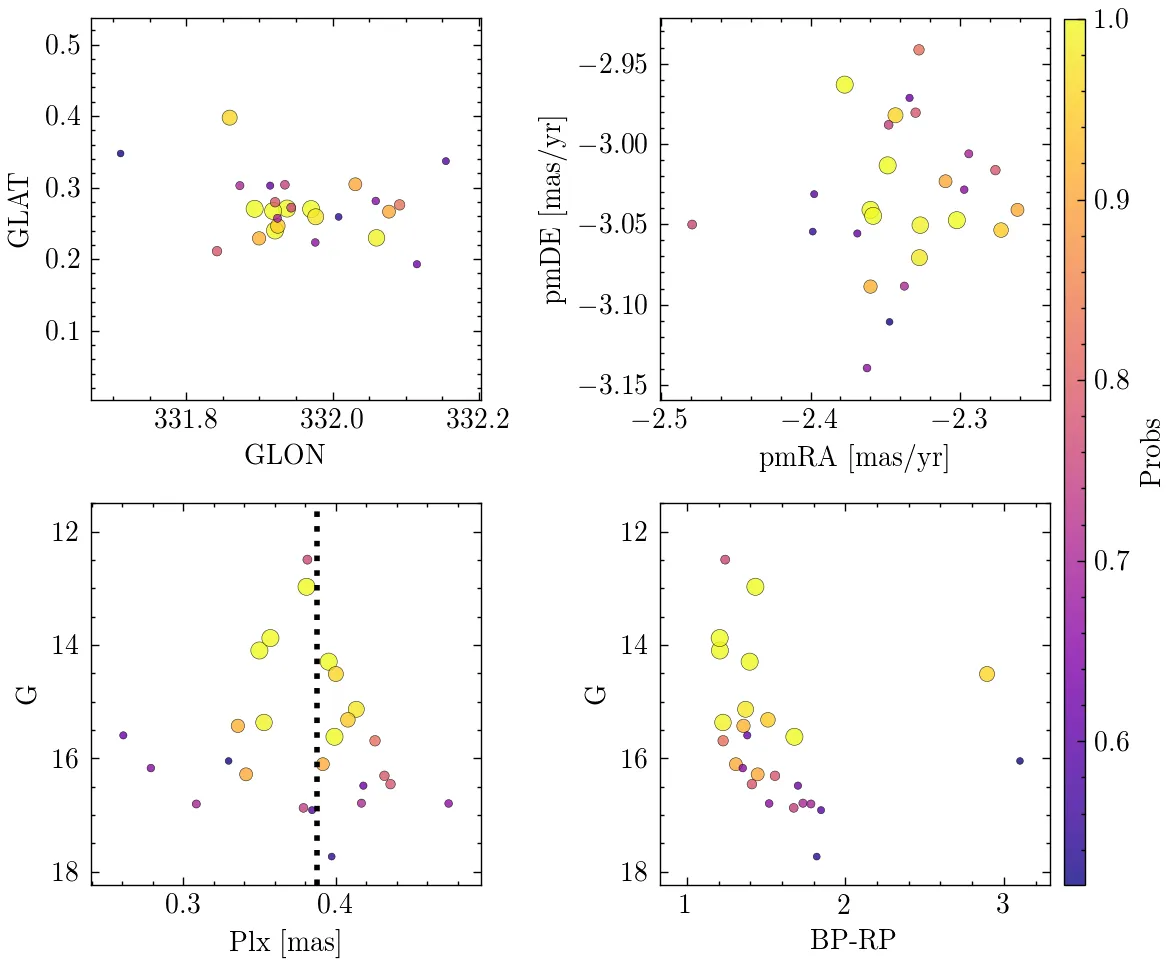 0.5
0.4
0.3
0.2
0.1
GLAT
331.8 332.0 332.2
GLON
−2.95
−3.00
−3.05
−3.10
−3.15
pmDE [mas/yr]
−2.5 −2.4 −2.3
pmRA [mas/yr]
1.0
0.9
0.8
0.7
0.6
Probs
12
14
16
18
G
0.3 0.4
Plx [mas]
12
14
16
18
G
1 2 3
BP-RP